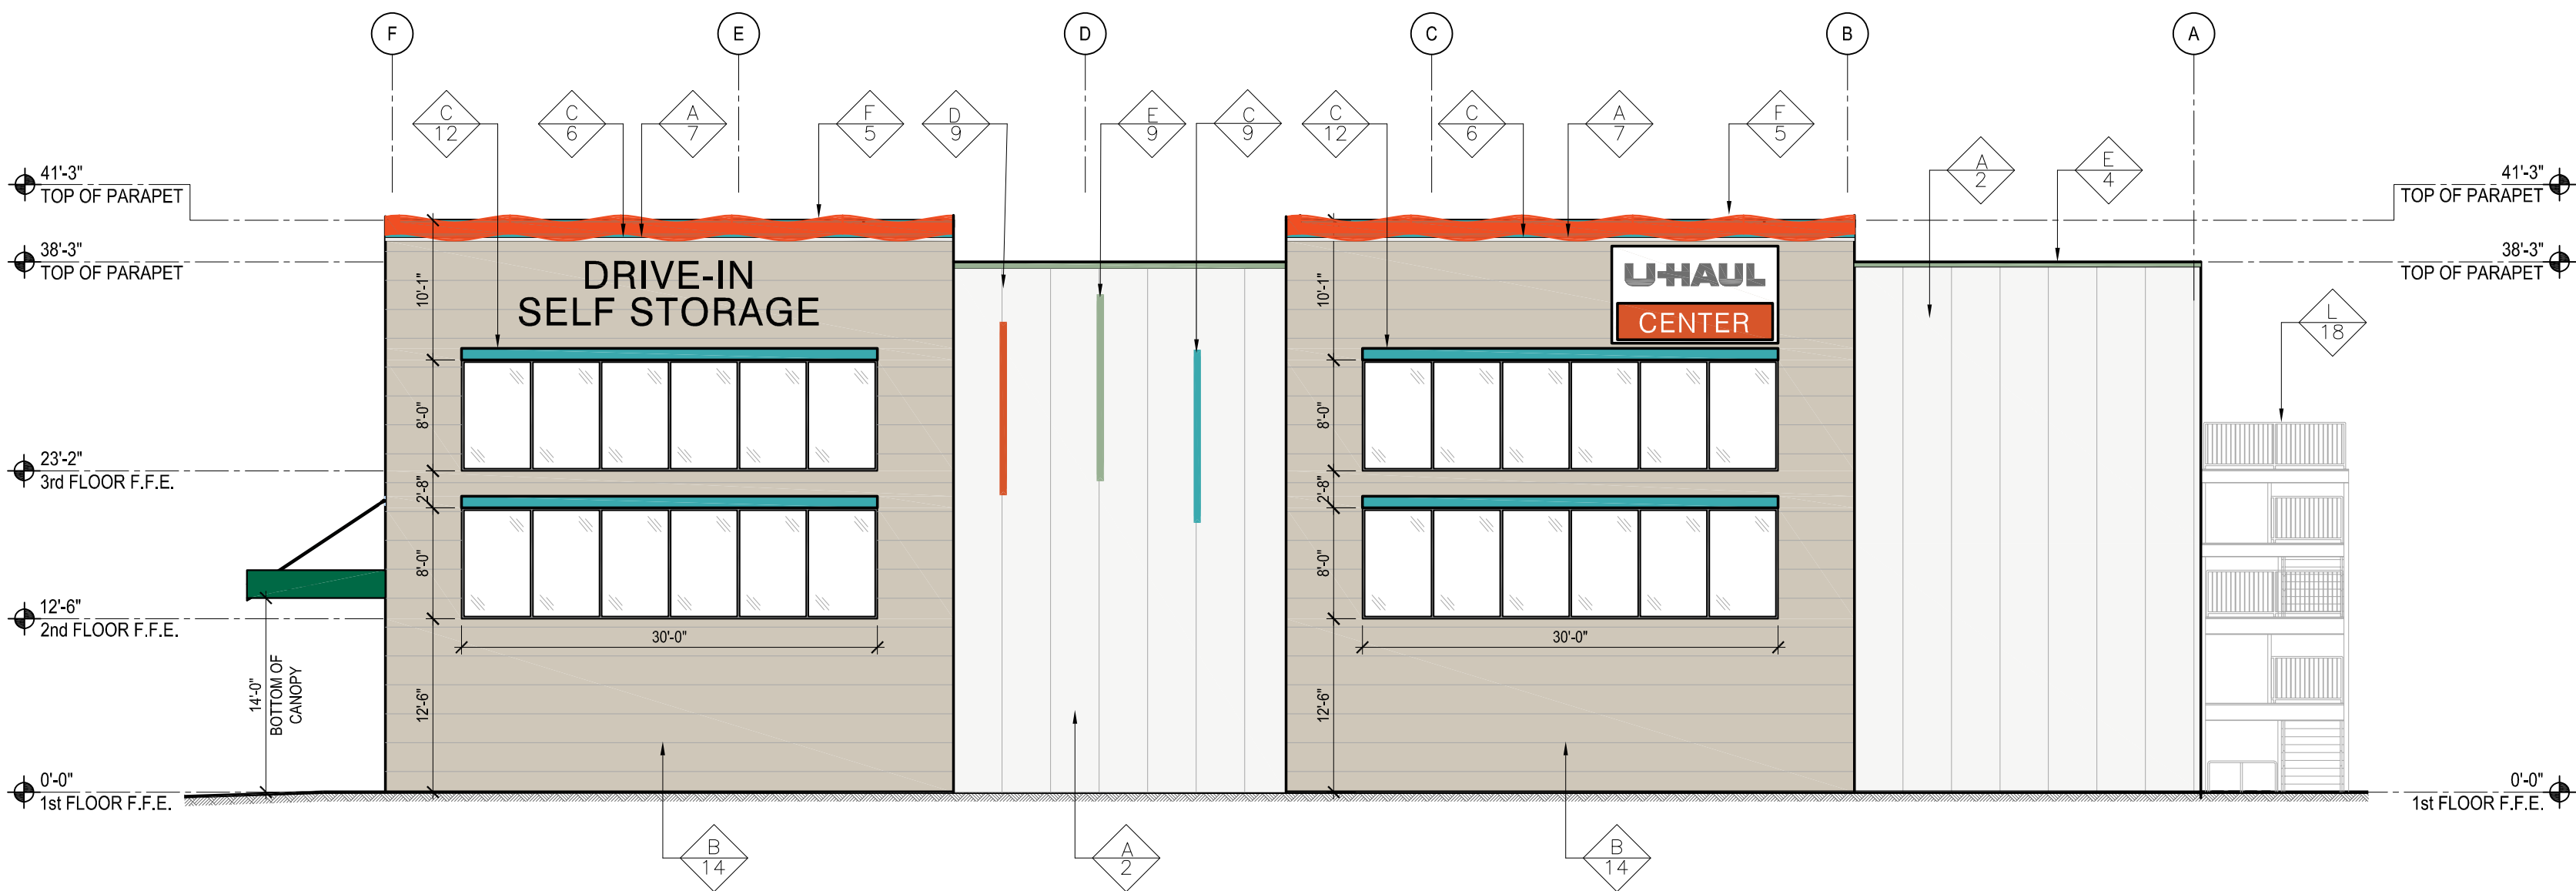 F
E
D
C
B
A
C
12
C
6
A
7
F
5
D
9
E
9
C
9
C
12
C
6
A
7
F
5
A
2
E
4
L
18
41'-3"
TOP OF PARAPET
41'-3"
TOP OF PARAPET
38'-3"
TOP OF PARAPET
38'-3"
TOP OF PARAPET
DRIVE-IN
SELF STORAGE
U-HAUL
CENTER
10'-1"
8'-0"
2'-8"
8'-0"
12'-6"
30'-0"
10'-1"
8'-0"
2'-8"
8'-0"
12'-6"
30'-0"
23'-2"
3rd FLOOR F.F.E.
12'-6"
2nd FLOOR F.F.E.
14'-0"
BOTTOM OF
CANOPY
0'-0"
1st FLOOR F.F.E.
0'-0"
1st FLOOR F.F.E.
B
14
A
2
B
14